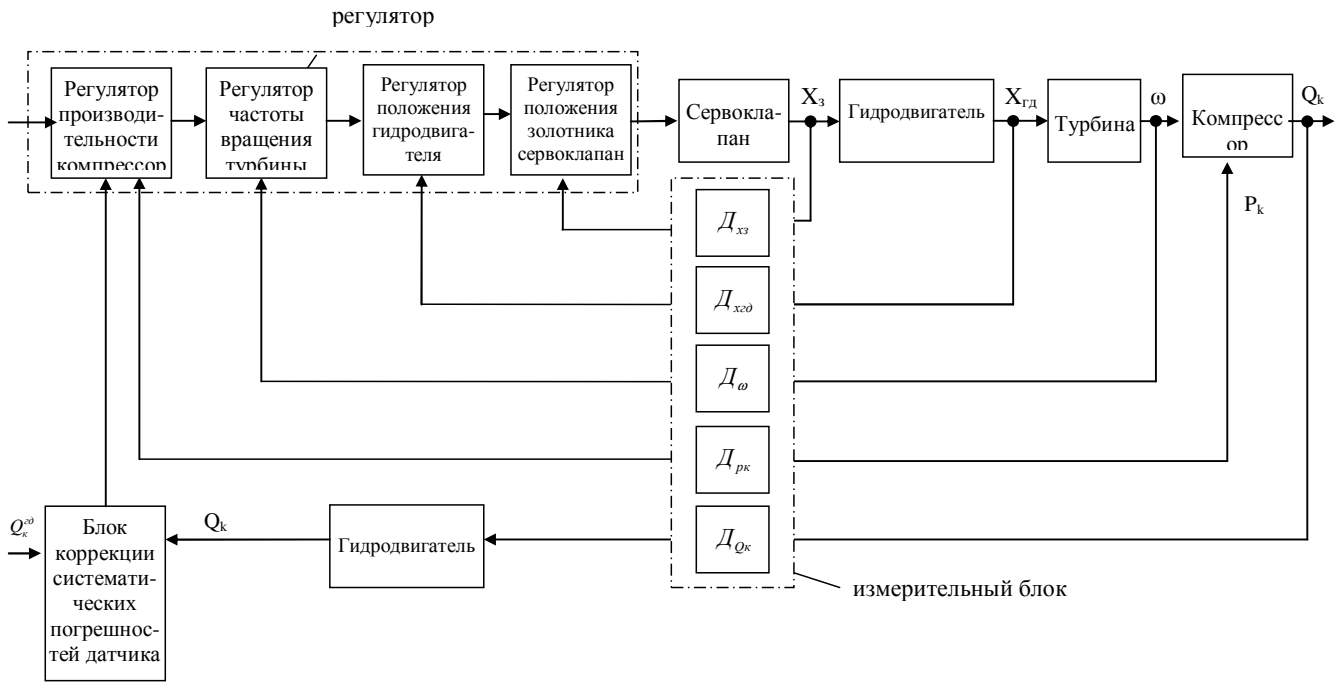 регулятор
Регулятор
производи-
тельности
компрессор
Регулятор
частоты
вращения
турбины
Регулятор
положения
гидродвига-
теля
Регулятор
положения
золотника
сервоклапан
Сервокла-
пан
Xз
Гидродвигатель
Xгд
Турбина
ω
Компресс
ор
Qk
Pk
Дхз
Дхгд
Дω
Дрк
ДQк
Qкгд
Блок
коррекции
системати-
ческих
погрешнос-
тей датчика
Qk
Гидродвигатель
измерительный блок